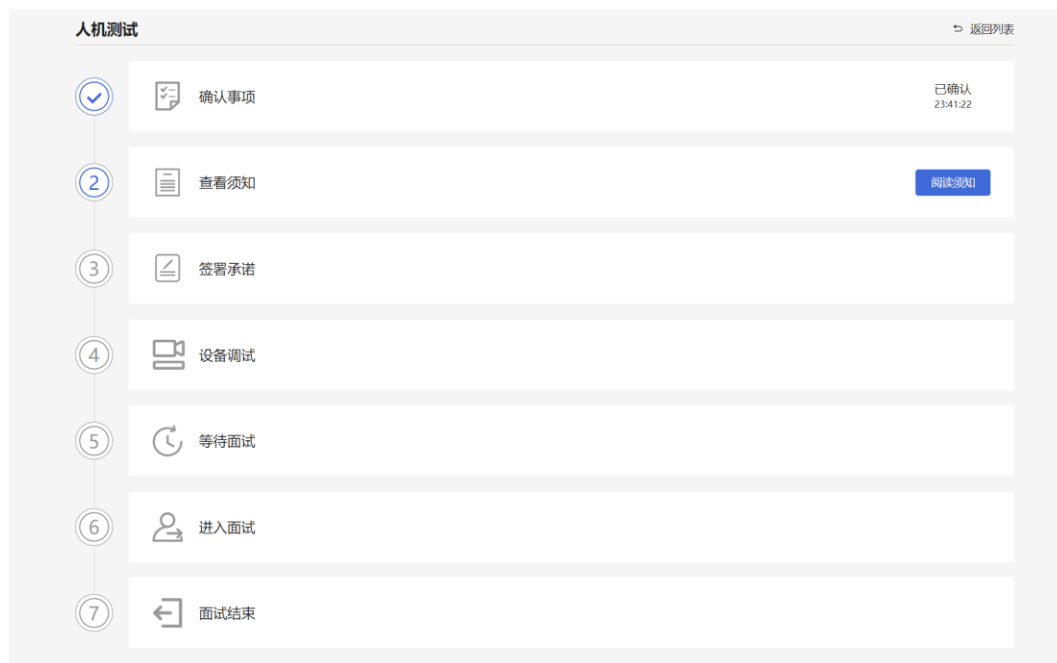 人机测试
返回列表
确认事项
已确认
23:41:22
2
查看须知
阅读须知
3
签署承诺
4
设备调试
5
等待面试
6
进入面试
7
面试结束